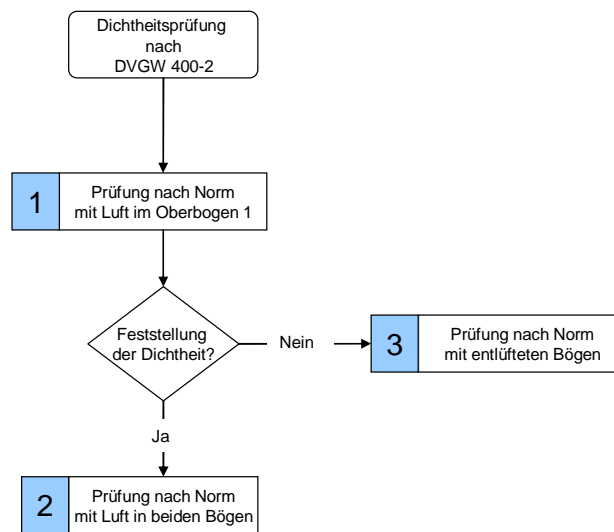 Dichtheitsprüfung
nach
DVGW 400-2
1
Prüfung nach Norm
mit Luft im Oberbogen 1
Feststellung
der Dichtheit?
Nein
3
Prüfung nach Norm
mit entlüfteten Bögen
Ja
2
Prüfung nach Norm
mit Luft in beiden Bögen